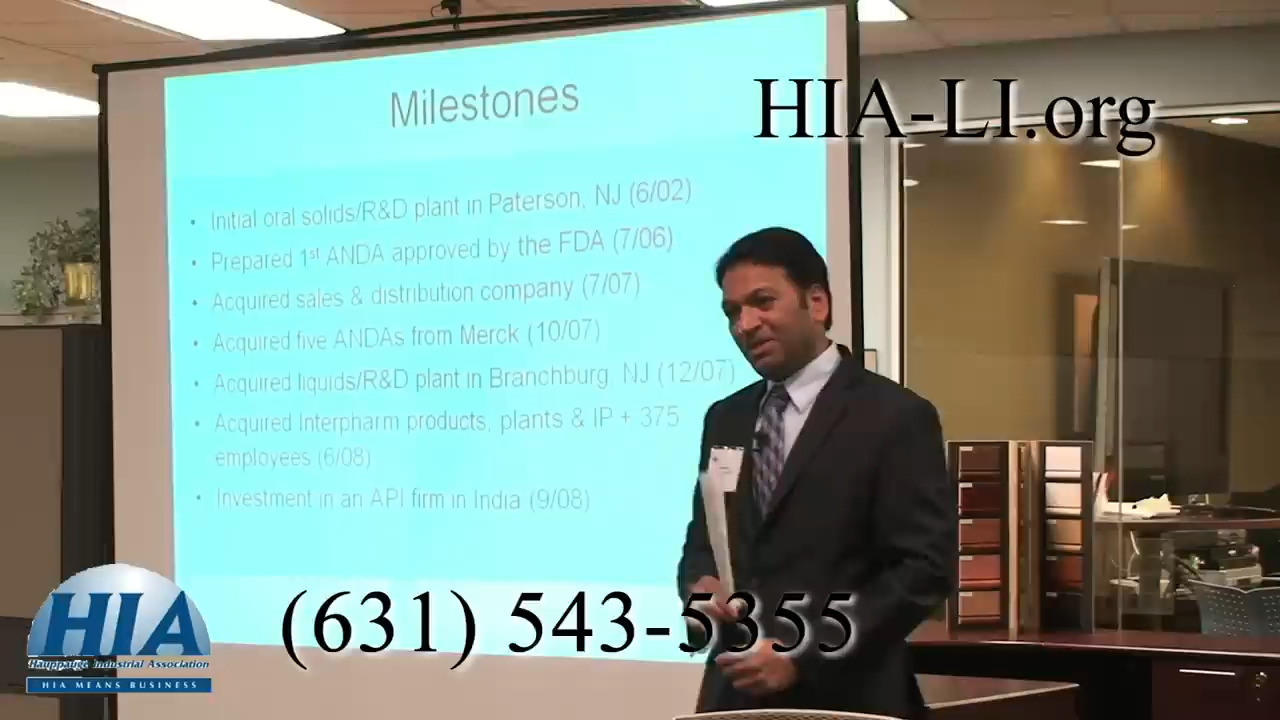 Milestones
HIA-LI.org
• Initial oral solids/R&D plant in Paterson, NJ (6/02)
• Prepared 1st ANDA approved by the FDA (7/06)
• Acquired sales & distribution company (7/07)
• Acquired five ANDAs from Merck (10/07)
• Acquired liquids/R&D plant in Branchburg, NJ (12/07)
• Acquired Interpharm products, plants & IP + 375
employees (6/08)
• Investment in an API firm in India (9/08)
(631) 543-5355
HIA
Hauppauge Industrial Association
HIA MEANS BUSINESS